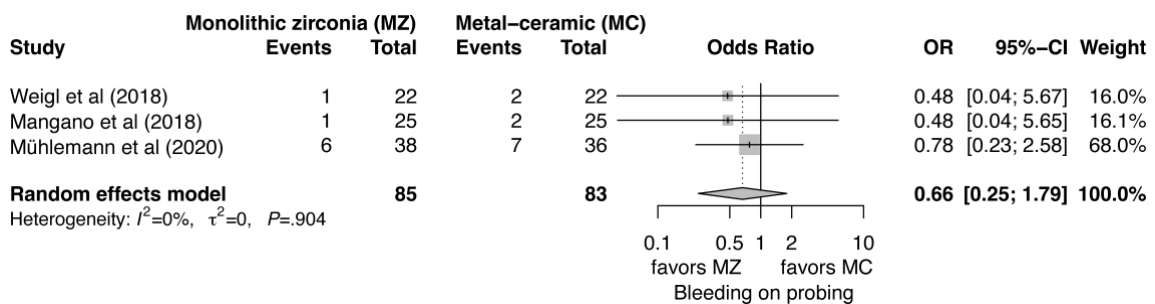 Monolithic zirconia (MZ) Metal–ceramic (MC)
Study Events Total Events Total Odds Ratio OR 95%–CI Weight
Weigl et al (2018) 1 22 2 22 0.48 [0.04; 5.67] 16.0%
Mangano et al (2018) 1 25 2 25 0.48 [0.04; 5.65] 16.1%
Mühlemann et al (2020) 6 38 7 36 0.78 [0.23; 2.58] 68.0%
Random effects model 85 83 0.66 [0.25; 1.79] 100.0%
Heterogeneity: I²=0%, τ²=0, P=.904
0.1 0.5 1 2 10
favors MZ favors MC
Bleeding on probing